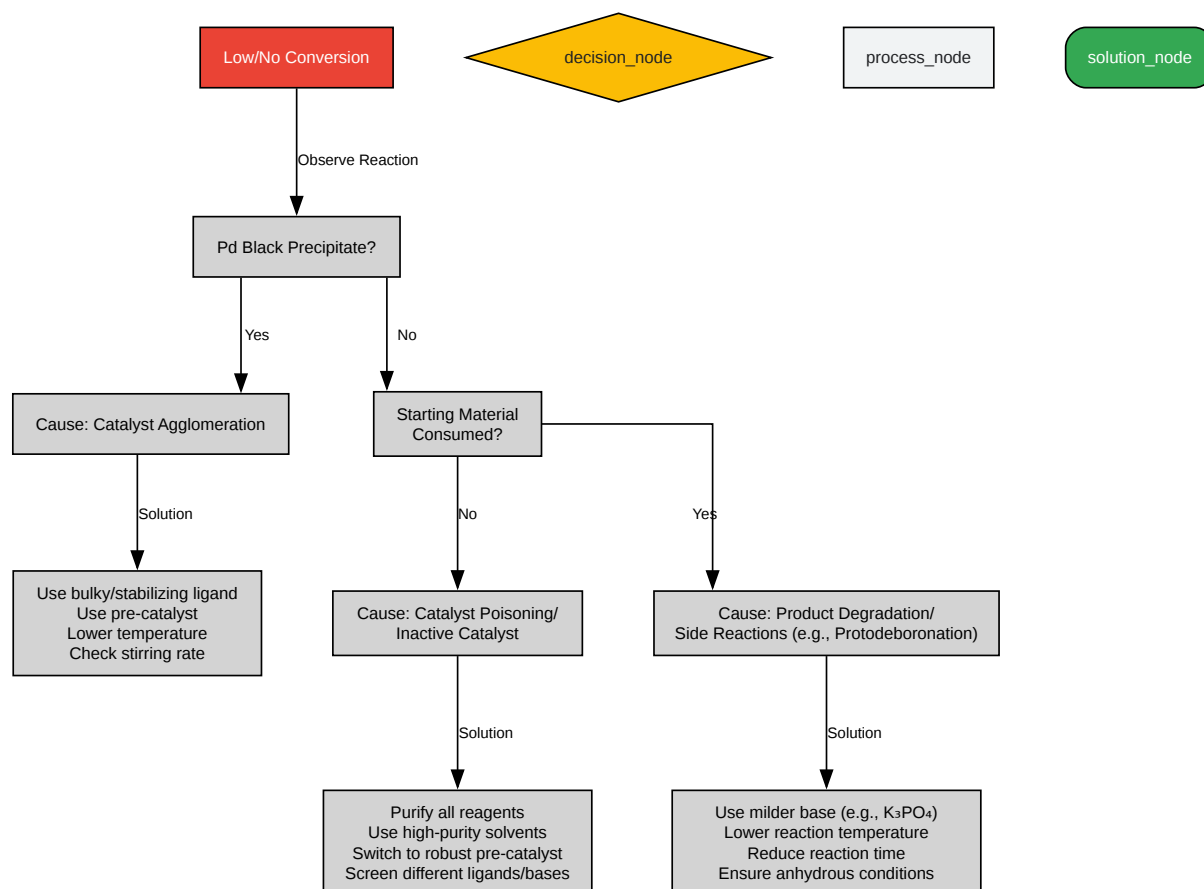 Low/No Conversion
decision_node
process_node
solution_node
Observe Reaction
Pd Black Precipitate?
Yes
No
Cause: Catalyst Agglomeration
Starting Material
Consumed?
Solution
No
Yes
Use bulky/stabilizing ligand
Use pre-catalyst
Lower temperature
Check stirring rate
Cause: Catalyst Poisoning/
Inactive Catalyst
Cause: Product Degradation/
Side Reactions (e.g., Protodeboronation)
Solution
Solution
Purify all reagents
Use high-purity solvents
Switch to robust pre-catalyst
Screen different ligands/bases
Use milder base (e.g., K₃PO₄)
Lower reaction temperature
Reduce reaction time
Ensure anhydrous conditions